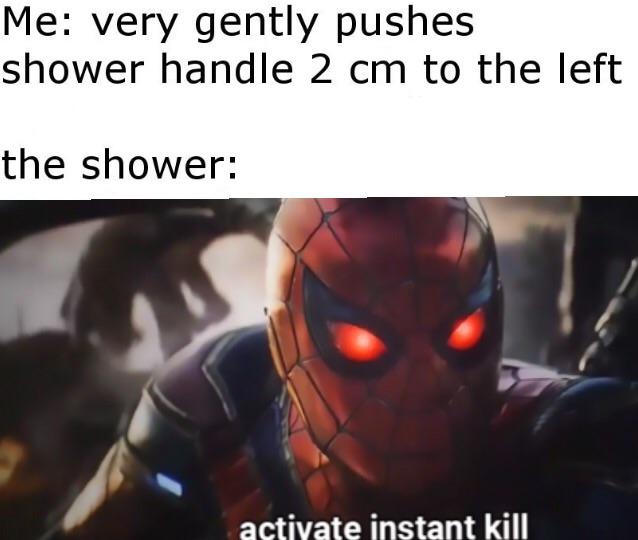 Me: very gently pushes
shower handle 2 cm to the left
the shower:
activate instant kill